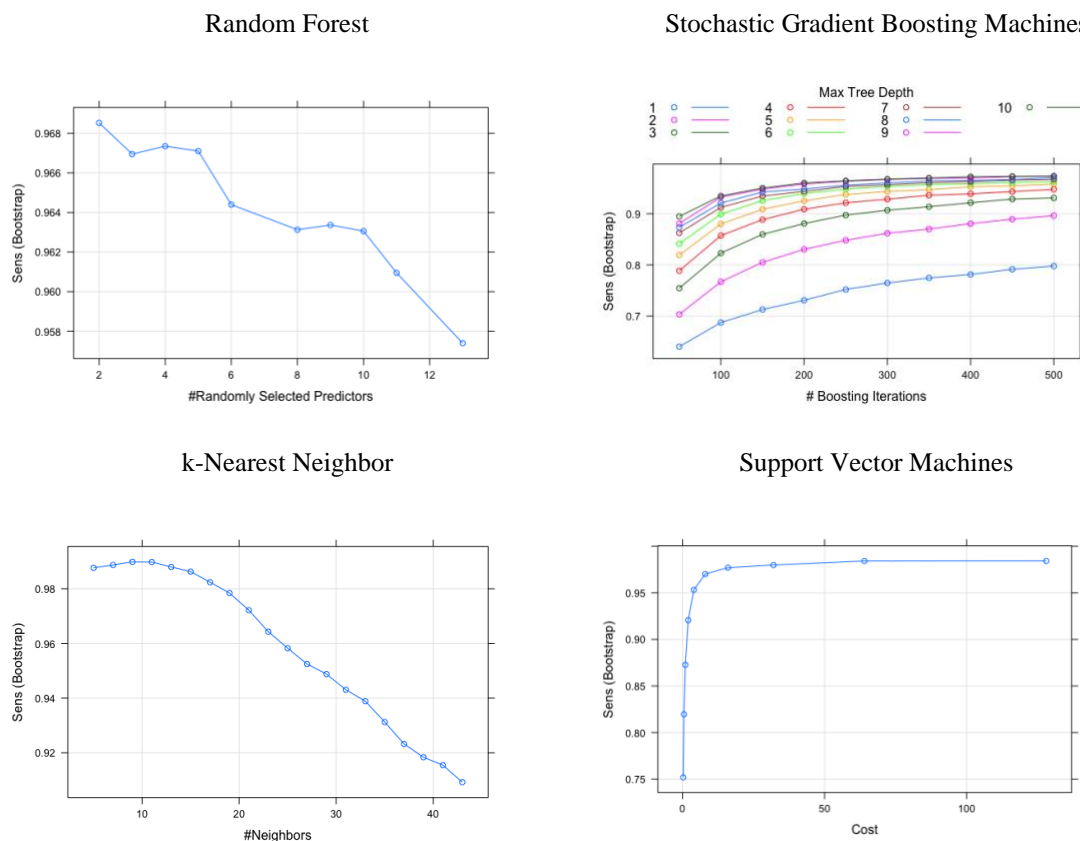 Random Forest
Sens (Bootstrap)
0.968
0.966
0.964
0.962
0.960
0.958
2 4 6 8 10 12
#Randomly Selected Predictors
Stochastic Gradient Boosting Machines
Max Tree Depth
1 4 7 10
2 5 8
3 6 9
Sens (Bootstrap)
0.9
0.8
0.7
100 200 300 400 500
# Boosting Iterations
k-Nearest Neighbor
Sens (Bootstrap)
0.98
0.96
0.94
0.92
10 20 30 40
#Neighbors
Support Vector Machines
Sens (Bootstrap)
0.95
0.90
0.85
0.80
0.75
0 50 100
Cost